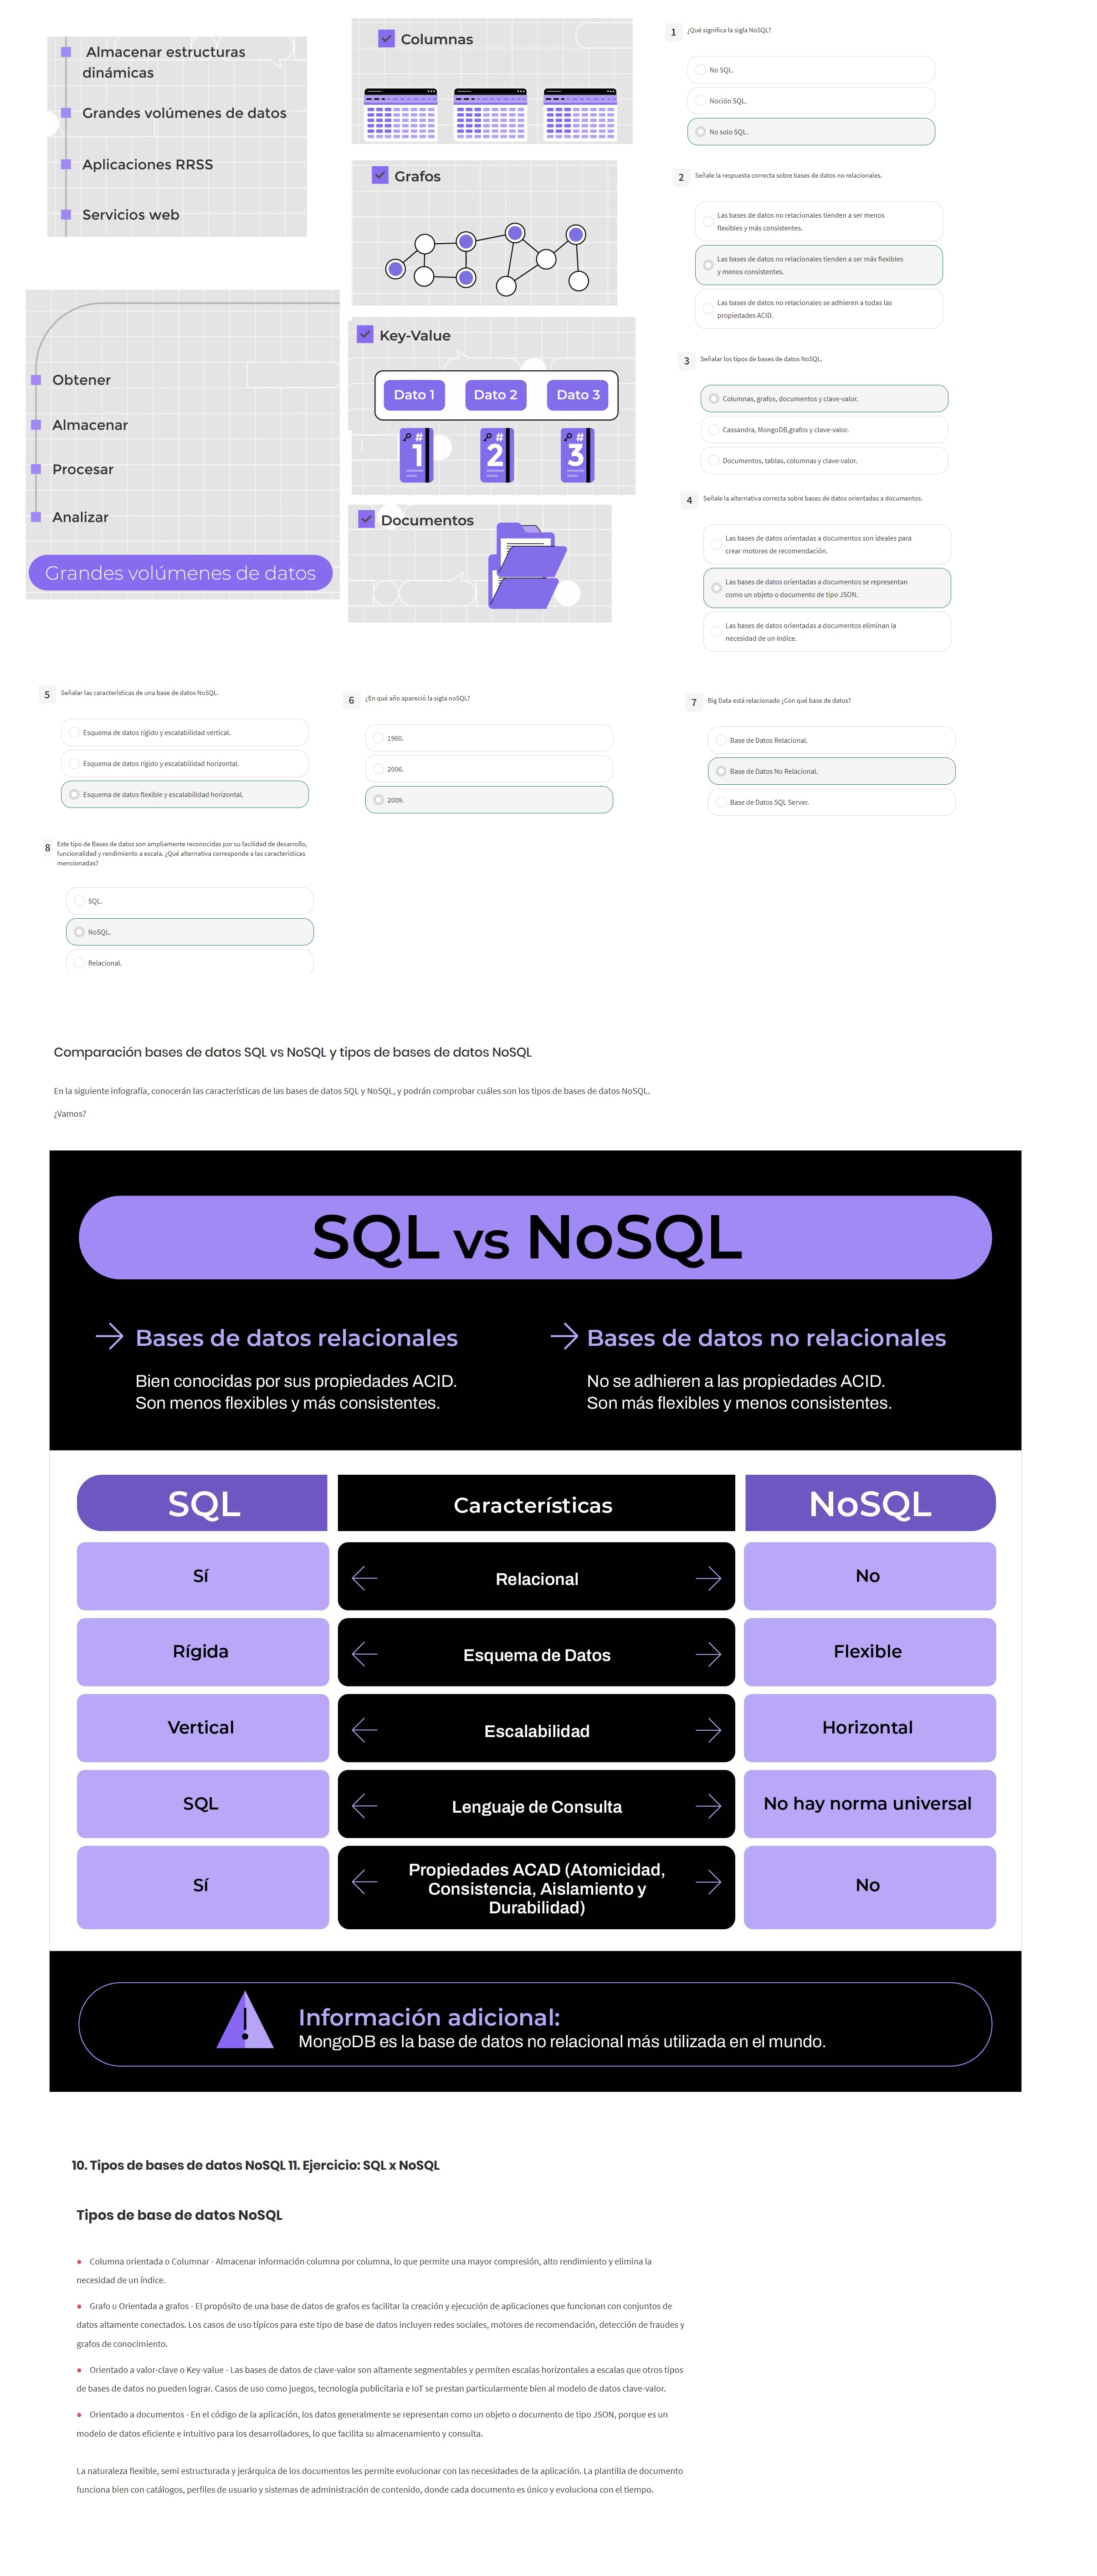 Almacenar estructuras
dinámicas
Grandes volúmenes de datos
Aplicaciones RRSS
Servicios web
Obtener
Almacenar
Procesar
Analizar
Grandes volúmenes de datos
Columnas
Grafos
Key-Value
Dato 1 Dato 2 Dato 3
# # #
1 2 3
Documentos
1 ¿Qué significa la sigla NoSQL?
No SQL.
Noción SQL.
No solo SQL.
2 Señale la respuesta correcta sobre bases de datos no relacionales.
Las bases de datos no relacionales tienden a ser menos
flexibles y más consistentes.
Las bases de datos no relacionales tienden a ser más flexibles
y menos consistentes.
Las bases de datos no relacionales se adhieren a todas las
propiedades ACID.
3 Señalar los tipos de bases de datos NoSQL.
Columnas, grafos, documentos y clave-valor.
Cassandra, MongoDB,grafos y clave-valor.
Documentos, tablas, columnas y clave-valor.
4 Señale la alternativa correcta sobre bases de datos orientadas a documentos.
Las bases de datos orientadas a documentos son ideales para
crear motores de recomendación.
Las bases de datos orientadas a documentos se representan
como un objeto o documento de tipo JSON.
Las bases de datos orientadas a documentos eliminan la
necesidad de un índice.
5 Señalar las características de una base de datos NoSQL.
Esquema de datos rígido y escalabilidad vertical.
Esquema de datos rígido y escalabilidad horizontal.
Esquema de datos flexible y escalabilidad horizontal.
6 ¿En qué año apareció la sigla noSQL?
1960.
2006.
2009.
7 Big Data está relacionado ¿Con qué base de datos?
Base de Datos Relacional.
Base de Datos No Relacional.
Base de Datos SQL Server.
8 Este tipo de Bases de datos son ampliamente reconocidas por su facilidad de desarrollo,
funcionalidad y rendimiento a escala. ¿Qué alternativa corresponde a las características
mencionadas?
SQL.
NoSQL.
Relacional.
Comparación bases de datos SQL vs NoSQL y tipos de bases de datos NoSQL
En la siguiente infografía, conocerán las características de las bases de datos SQL y NoSQL, y podrán comprobar cuáles son los tipos de bases de datos NoSQL.
¿Vamos?
SQL vs NoSQL
Bases de datos relacionales
Bien conocidas por sus propiedades ACID.
Son menos flexibles y más consistentes.
Bases de datos no relacionales
No se adhieren a las propiedades ACID.
Son más flexibles y menos consistentes.
SQL Características NoSQL
Sí Relacional No
Rígida Esquema de Datos Flexible
Vertical Escalabilidad Horizontal
SQL Lenguaje de Consulta No hay norma universal
Sí Propiedades ACAD (Atomicidad,
Consistencia, Aislamiento y
Durabilidad) No
Información adicional:
MongoDB es la base de datos no relacional más utilizada en el mundo.
10. Tipos de bases de datos NoSQL 11. Ejercicio: SQL x NoSQL
Tipos de base de datos NoSQL
Columna orientada o Columnar - Almacenar información columna por columna, lo que permite una mayor compresión, alto rendimiento y elimina la
necesidad de un índice.
Grafo u Orientada a grafos - El propósito de una base de datos de grafos es facilitar la creación y ejecución de aplicaciones que funcionan con conjuntos de
datos altamente conectados. Los casos de uso típicos para este tipo de base de datos incluyen redes sociales, motores de recomendación, detección de fraudes y
grafos de conocimiento.
Orientado a valor-clave o Key-value - Las bases de datos de clave-valor son altamente segmentables y permiten escalas horizontales a escalas que otros tipos
de bases de datos no pueden lograr. Casos de uso como juegos, tecnología publicitaria e IoT se prestan particularmente bien al modelo de datos clave-valor.
Orientado a documentos - En el código de la aplicación, los datos generalmente se representan como un objeto o documento de tipo JSON, porque es un
modelo de datos eficiente e intuitivo para los desarrolladores, lo que facilita su almacenamiento y consulta.
La naturaleza flexible, semi estructurada y jerárquica de los documentos les permite evolucionar con las necesidades de la aplicación. La plantilla de documento
funciona bien con catálogos, perfiles de usuario y sistemas de administración de contenido, donde cada documento es único y evoluciona con el tiempo.